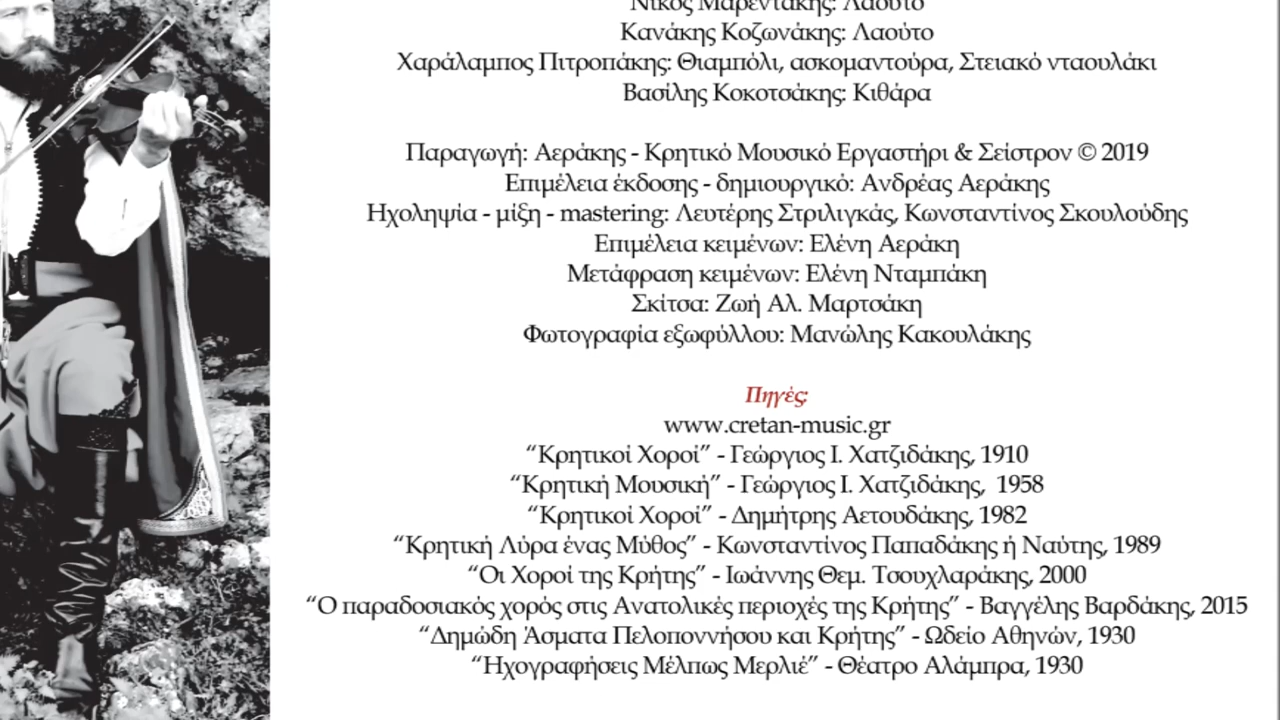 Νίκος Μαρεντάκης: Λαούτο
Κανάκης Κοζωνάκης: Λαούτο
Χαράλαμπος Πιτροπάκης: Θιαμπόλι, ασκομαντούρα, Στειακό νταουλάκι
Βασίλης Κοκοτσάκης: Κιθάρα
Παραγωγή: Αεράκης - Κρητικό Μουσικό Εργαστήρι & Σείστρον © 2019
Επιμέλεια έκδοσης - δημιουργικό: Ανδρέας Αεράκης
Ηχοληψία - μίξη - mastering: Λευτέρης Στριλιγκάς, Κωνσταντίνος Σκουλούδης
Επιμέλεια κειμένων: Ελένη Αεράκη
Μετάφραση κειμένων: Ελένη Νταμπάκη
Σκίτσα: Ζωή Αλ. Μαρτσάκη
Φωτογραφία εξωφύλλου: Μανώλης Κακουλάκης
Πηγές:
www.cretan-music.gr
“Κρητικοί Χοροί” - Γεώργιος Ι. Χατζιδάκης, 1910
“Κρητική Μουσική” - Γεώργιος Ι. Χατζιδάκης, 1958
“Κρητικοί Χοροί” - Δημήτρης Αετουδάκης, 1982
“Κρητική Λύρα ένας Μύθος” - Κωνσταντίνος Παπαδάκης ή Ναύτης, 1989
“Οι Χοροί της Κρήτης” - Ιωάννης Θεμ. Τσουχλαράκης, 2000
“Ο παραδοσιακός χορός στις Ανατολικές περιοχές της Κρήτης” - Βαγγέλης Βαρδάκης, 2015
“Δημώδη Άσματα Πελοποννήσου και Κρήτης” - Ωδείο Αθηνών, 1930
“Ηχογραφήσεις Μέλπως Μερλιέ” - Θέατρο Αλάμπρα, 1930